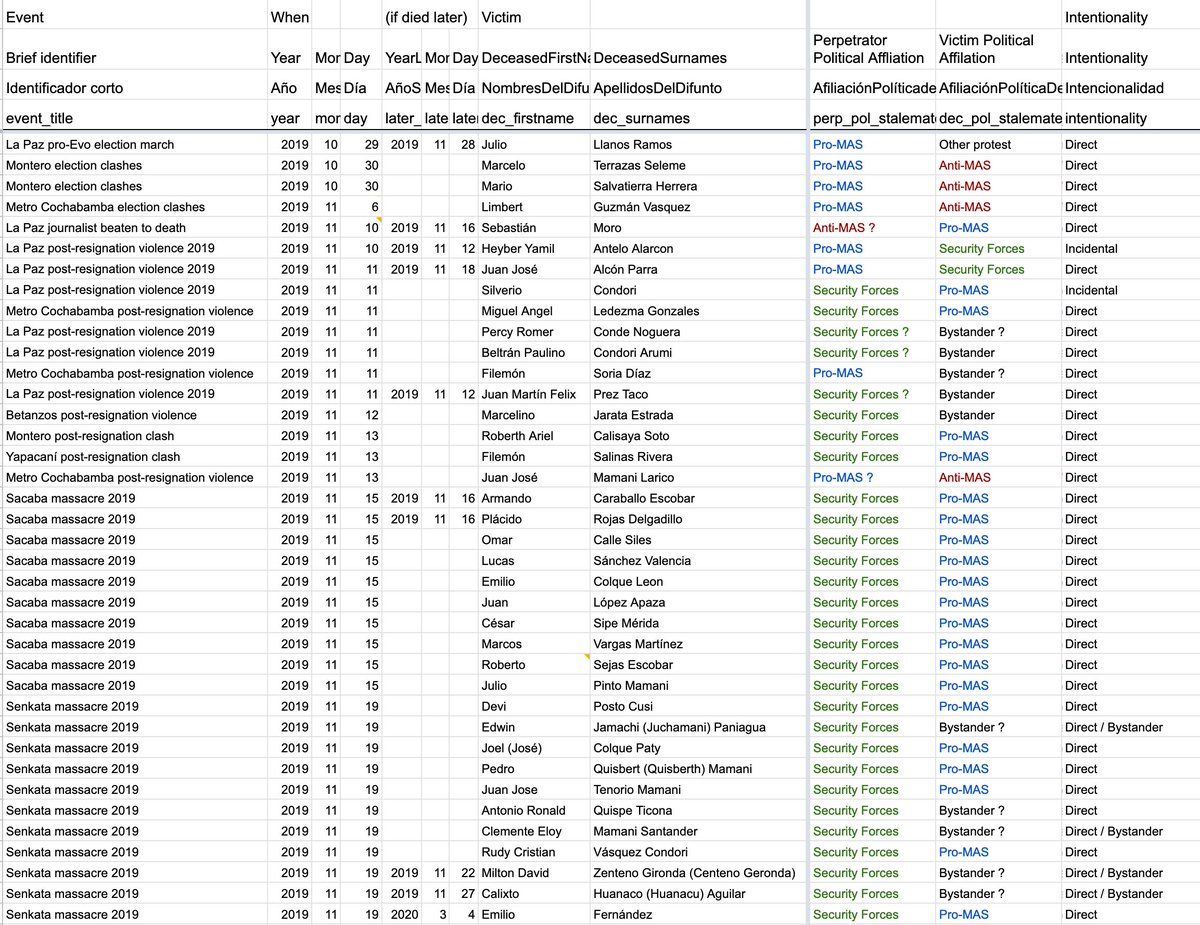 Event When (if died later) Victim Intentionality
Brief identifier Year Mor Day YearL Mor Day DeceasedFirstNa DeceasedSurnames Perpetrator Political Affliation Victim Political Affilation Intentionality
Identificador corto Año Mes Día AñoS Mes Día NombresDelDifu ApellidosDelDifunto AfiliaciónPolíticade AfiliaciónPolíticaDe Intencionalidad
event_title year mor day later_ late later dec_firstname dec_surnames perp_pol_stalemate dec_pol_stalemate intentionality
La Paz pro-Evo election march 2019 10 29 2019 11 28 Julio Llanos Ramos Pro-MAS Other protest Direct
Montero election clashes 2019 10 30 Marcelo Terrazas Seleme Pro-MAS Anti-MAS Direct
Montero election clashes 2019 10 30 Mario Salvatierra Herrera Pro-MAS Anti-MAS Direct
Metro Cochabamba election clashes 2019 11 6 Limbert Guzmán Vasquez Pro-MAS Anti-MAS Direct
La Paz journalist beaten to death 2019 11 10 2019 11 16 Sebastián Moro Anti-MAS ? Pro-MAS Direct
La Paz post-resignation violence 2019 2019 11 10 2019 11 12 Heyber Yamil Antelo Alarcon Pro-MAS Security Forces Incidental
La Paz post-resignation violence 2019 2019 11 11 2019 11 18 Juan José Alcón Parra Pro-MAS Security Forces Direct
La Paz post-resignation violence 2019 2019 11 11 Silverio Condori Security Forces Pro-MAS Incidental
Metro Cochabamba post-resignation violence 2019 11 11 Miguel Angel Ledezma Gonzales Security Forces Pro-MAS Direct
La Paz post-resignation violence 2019 2019 11 11 Percy Romer Conde Noguera Security Forces ? Bystander ? Direct
La Paz post-resignation violence 2019 2019 11 11 Beltrán Paulino Condori Arumi Security Forces ? Bystander Direct
Metro Cochabamba post-resignation violence 2019 11 11 Filemón Soria Díaz Pro-MAS Bystander ? Direct
La Paz post-resignation violence 2019 2019 11 11 2019 11 12 Juan Martín Felix Prez Taco Security Forces ? Bystander Direct
Betanzos post-resignation violence 2019 11 12 Marcelino Jarata Estrada Security Forces Bystander Direct
Montero post-resignation clash 2019 11 13 Roberth Ariel Calisaya Soto Security Forces Pro-MAS Direct
Yapacaní post-resignation clash 2019 11 13 Filemón Salinas Rivera Security Forces Pro-MAS Direct
Metro Cochabamba post-resignation violence 2019 11 13 Juan José Mamani Larico Pro-MAS ? Anti-MAS Direct
Sacaba massacre 2019 2019 11 15 2019 11 16 Armando Caraballo Escobar Security Forces Pro-MAS Direct
Sacaba massacre 2019 2019 11 15 2019 11 16 Plácido Rojas Delgadillo Security Forces Pro-MAS Direct
Sacaba massacre 2019 2019 11 15 Omar Calle Siles Security Forces Pro-MAS Direct
Sacaba massacre 2019 2019 11 15 Lucas Sánchez Valencia Security Forces Pro-MAS Direct
Sacaba massacre 2019 2019 11 15 Emilio Colque Leon Security Forces Pro-MAS Direct
Sacaba massacre 2019 2019 11 15 Juan López Apaza Security Forces Pro-MAS Direct
Sacaba massacre 2019 2019 11 15 César Sipe Mérida Security Forces Pro-MAS Direct
Sacaba massacre 2019 2019 11 15 Marcos Vargas Martínez Security Forces Pro-MAS Direct
Sacaba massacre 2019 2019 11 15 Roberto Sejas Escobar Security Forces Pro-MAS Direct
Sacaba massacre 2019 2019 11 15 Julio Pinto Mamani Security Forces Pro-MAS Direct
Senkata massacre 2019 2019 11 19 Devi Posto Cusi Security Forces Pro-MAS Direct
Senkata massacre 2019 2019 11 19 Edwin Jamachi (Juchamani) Paniagua Security Forces Bystander ? Direct / Bystander
Senkata massacre 2019 2019 11 19 Joel (José) Colque Paty Security Forces Pro-MAS Direct
Senkata massacre 2019 2019 11 19 Pedro Quisbert (Quisberth) Mamani Security Forces Pro-MAS Direct
Senkata massacre 2019 2019 11 19 Juan Jose Tenorio Mamani Security Forces Pro-MAS Direct
Senkata massacre 2019 2019 11 19 Antonio Ronald Quispe Ticona Security Forces Bystander ? Direct
Senkata massacre 2019 2019 11 19 Clemente Eloy Mamani Santander Security Forces Bystander ? Direct / Bystander
Senkata massacre 2019 2019 11 19 Rudy Cristian Vásquez Condori Security Forces Pro-MAS Direct
Senkata massacre 2019 2019 11 19 2019 11 22 Milton David Zenteno Gironda (Centeno Geronda) Security Forces Bystander ? Direct / Bystander
Senkata massacre 2019 2019 11 19 2019 11 27 Calixto Huanaco (Huanacu) Aguilar Security Forces Bystander ? Direct / Bystander
Senkata massacre 2019 2019 11 19 2020 3 4 Emilio Fernández Security Forces Pro-MAS Direct